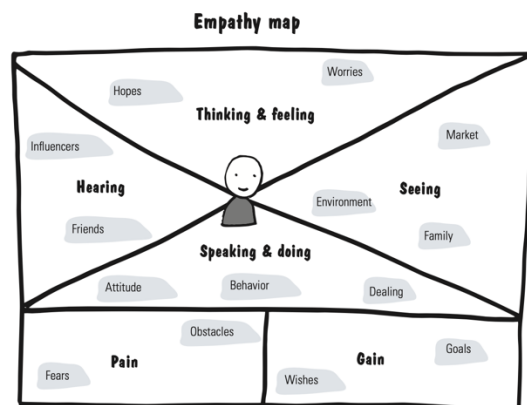 Empathy map
Worries
Hopes
Thinking & feeling
Influencers
Market
Hearing
Seeing
Environment
Friends
Family
Speaking & doing
Attitude
Behavior
Dealing
Obstacles
Goals
Pain
Gain
Fears
Wishes